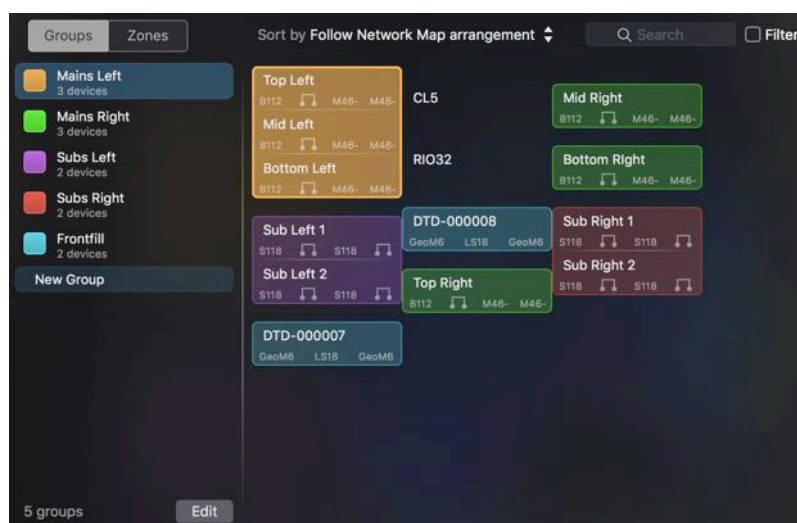 Groups
Zones
Sort by Follow Network Map arrangement
Search
Filter
Mains Left
3 devices
Mains Right
3 devices
Subs Left
2 devices
Subs Right
2 devices
Frontfill
2 devices
New Group
Top Left
B112 M46- M46-
Mid Left
B112 M46- M46-
Bottom Left
B112 M46- M46-
CL5
RIO32
Mid Right
B112 M46- M46-
Bottom Right
B112 M46- M46-
Sub Left 1
S118 S118
Sub Left 2
S118 S118
DTD-000008
GeoM6 LS18 GeoM6
Top Right
B112 M46- M46-
Sub Right 1
S118 S118
Sub Right 2
S118 S118
DTD-000007
GeoM6 LS18 GeoM6
5 groups
Edit